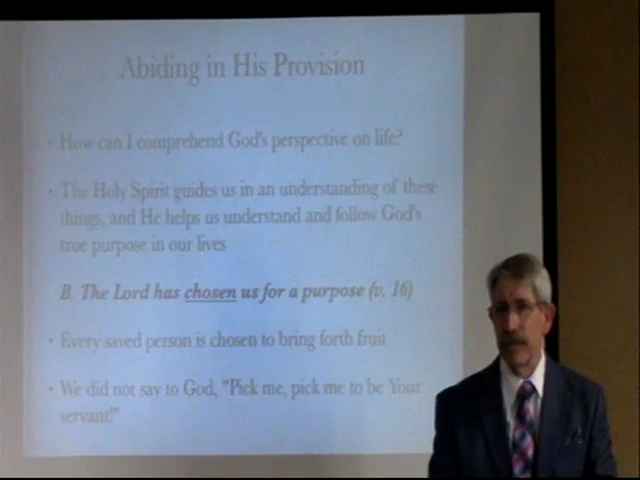 Abiding in His Provision
· How can I comprehend God's perspective on life?
· The Holy Spirit guides us in an understanding of these
things, and He helps us understand and follow God's
true purpose in our lives
B. The Lord has chosen us for a purpose (v. 16)
· Every saved person is chosen to bring forth fruit
· We did not say to God, "Pick me, pick me to be Your
servant!"